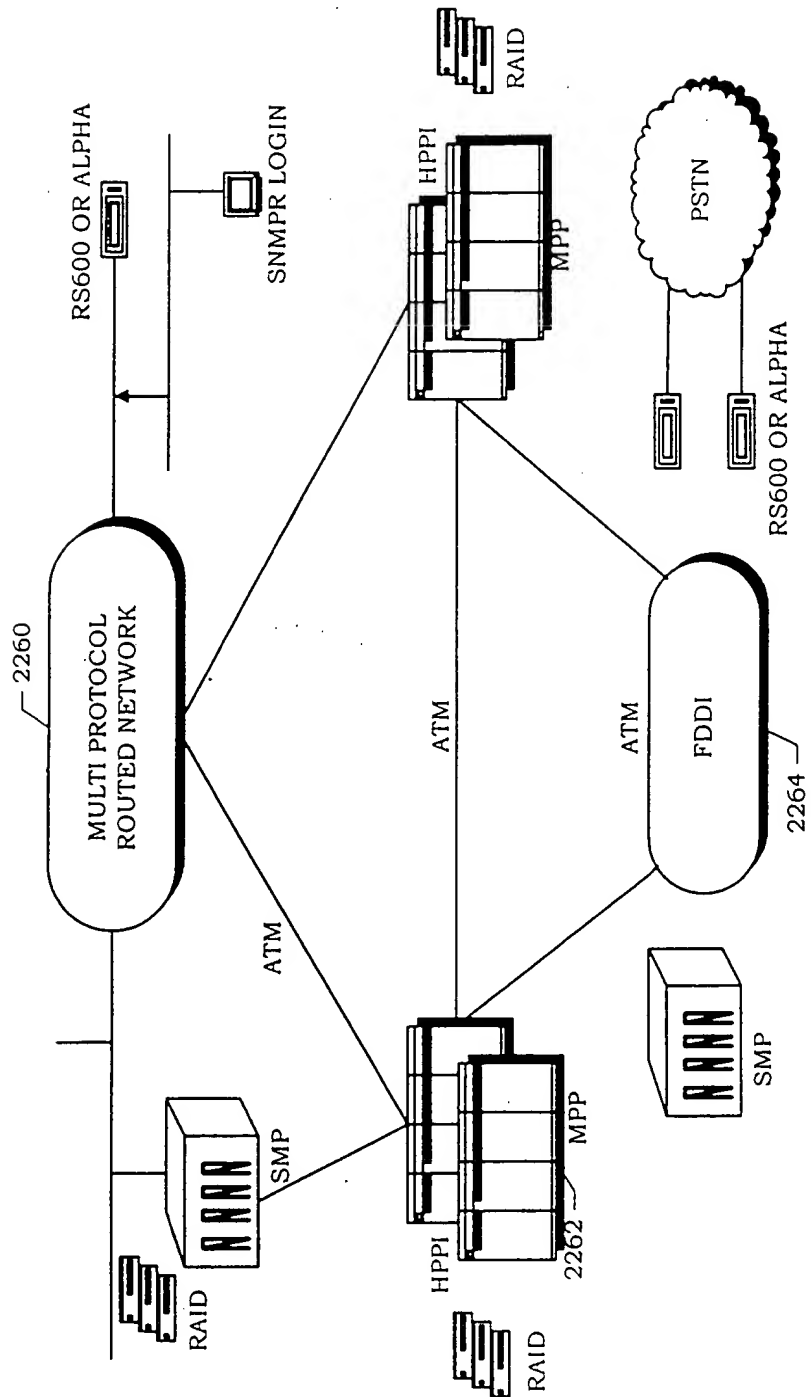 2260
MULTI PROTOCOL
ROUTED NETWORK
RS600 OR ALPHA
SNMPR LOGIN
RAID
SMP
ATM
HPPI
MPP
2262
RAID
ATM
HPPI
MPP
RAID
SMP
ATM
FDDI
2264
RS600 OR ALPHA
PSTN